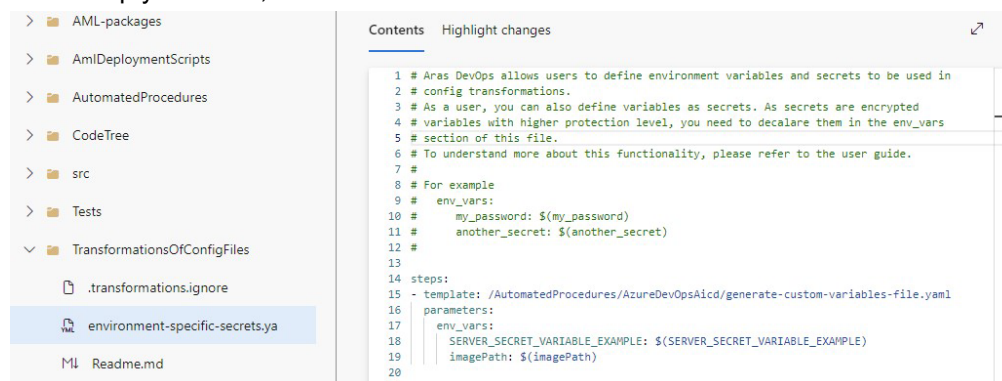 AML-packages
AmlDeploymentScripts
AutomatedProcedures
CodeTree
src
Tests
TransformationsOfConfigFiles
.transformations.ignore
YML environment-specific-secrets.ya
M↓ Readme.md
Contents Highlight changes
1 # Aras DevOps allows users to define environment variables and secrets to be used in
2 # config transformations.
3 # As a user, you can also define variables as secrets. As secrets are encrypted
4 # variables with higher protection level, you need to decalare them in the env_vars
5 # section of this file.
6 # To understand more about this functionality, please refer to the user guide.
7 #
8 # For example
9 #   env_vars:
10 #     my_password: $(my_password)
11 #     another_secret: $(another_secret)
12 #
13
14 steps:
15 - template: /AutomatedProcedures/AzureDevOpsAicd/generate-custom-variables-file.yaml
16   parameters:
17     env_vars:
18       SERVER_SECRET_VARIABLE_EXAMPLE: $(SERVER_SECRET_VARIABLE_EXAMPLE)
19       imagePath: $(imagePath)
20